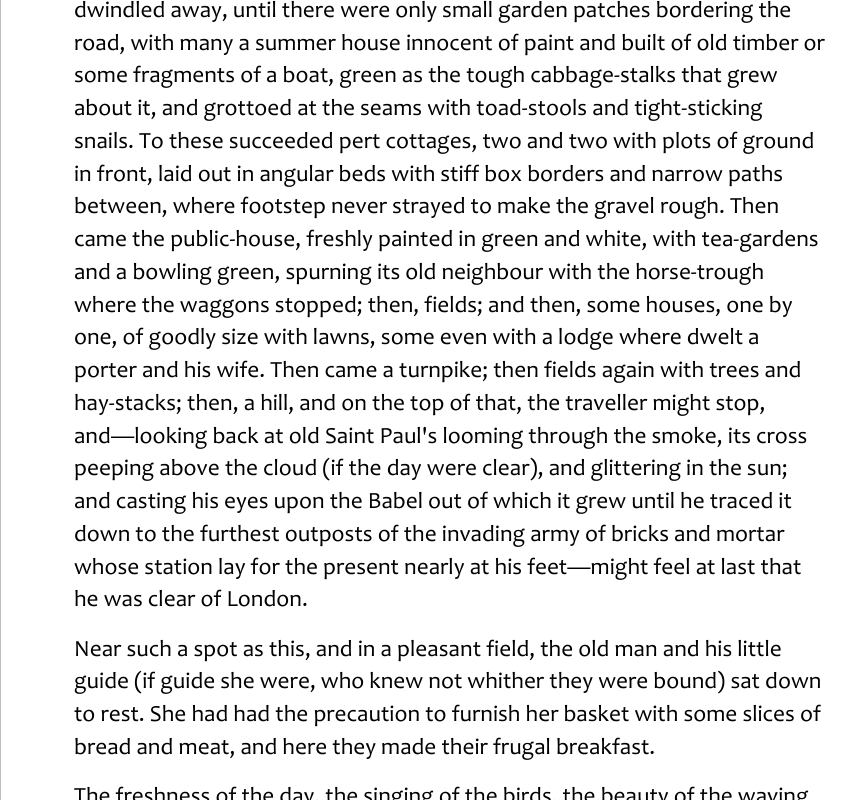 dwindled away, until there were only small garden patches bordering the
road, with many a summer house innocent of paint and built of old timber or
some fragments of a boat, green as the tough cabbage-stalks that grew
about it, and grottoed at the seams with toad-stools and tight-sticking
snails. To these succeeded pert cottages, two and two with plots of ground
in front, laid out in angular beds with stiff box borders and narrow paths
between, where footstep never strayed to make the gravel rough. Then
came the public-house, freshly painted in green and white, with tea-gardens
and a bowling green, spurning its old neighbour with the horse-trough
where the waggons stopped; then, fields; and then, some houses, one by
one, of goodly size with lawns, some even with a lodge where dwelt a
porter and his wife. Then came a turnpike; then fields again with trees and
hay-stacks; then, a hill, and on the top of that, the traveller might stop,
and—looking back at old Saint Paul's looming through the smoke, its cross
peeping above the cloud (if the day were clear), and glittering in the sun;
and casting his eyes upon the Babel out of which it grew until he traced it
down to the furthest outposts of the invading army of bricks and mortar
whose station lay for the present nearly at his feet—might feel at last that
he was clear of London.
Near such a spot as this, and in a pleasant field, the old man and his little
guide (if guide she were, who knew not whither they were bound) sat down
to rest. She had had the precaution to furnish her basket with some slices of
bread and meat, and here they made their frugal breakfast.
The freshness of the day, the singing of the birds, the beauty of the waving